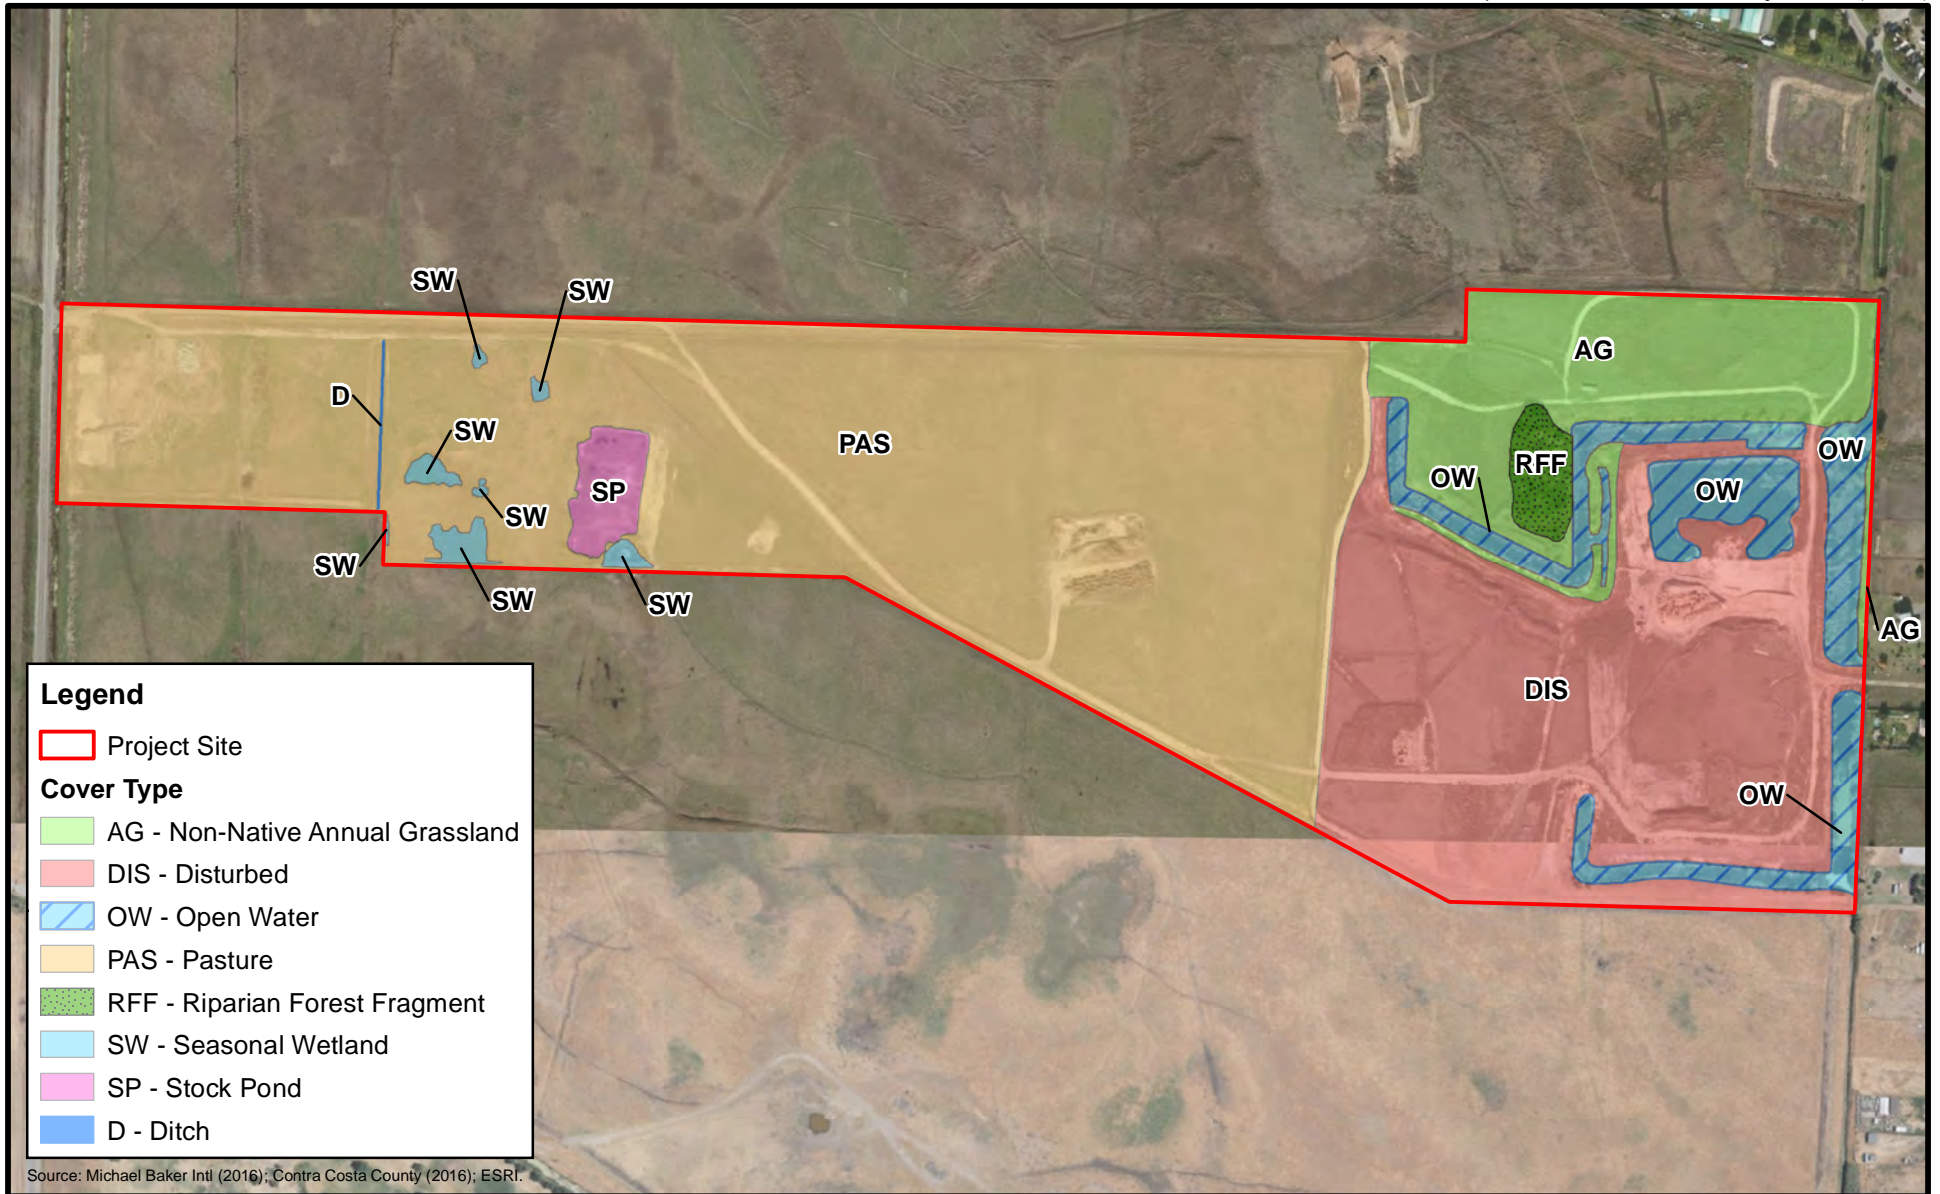 SW
SW
AG
D
SW
PAS
OW
RFF
OW
SP
OW
SW
SW
SW
SW
AG
DIS
OW
Legend
Project Site
Cover Type
AG - Non-Native Annual Grassland
DIS - Disturbed
OW - Open Water
PAS - Pasture
RFF - Riparian Forest Fragment
SW - Seasonal Wetland
SP - Stock Pond
D - Ditch
Source: Michael Baker Intl (2016); Contra Costa County (2016); ESRI.